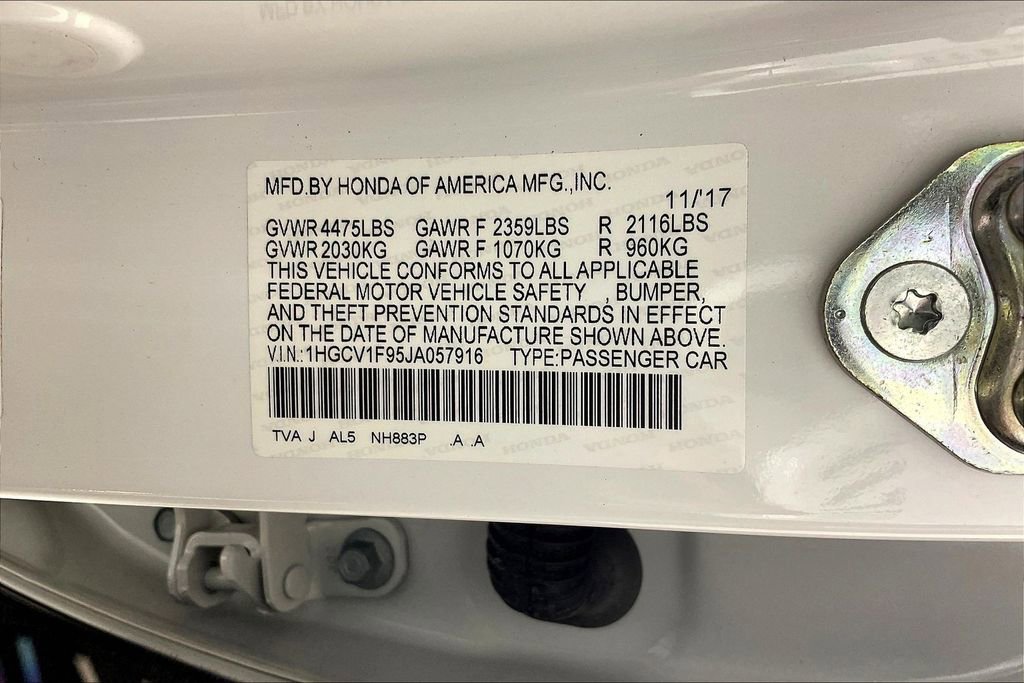 MFD.BY HONDA OF AMERICA MFG.,INC.
11/'17
GVWR 4475LBS GAWR F 2359LBS R 2116LBS
GVWR 2030KG GAWR F 1070KG R 960KG
THIS VEHICLE CONFORMS TO ALL APPLICABLE
FEDERAL MOTOR VEHICLE SAFETY , BUMPER,
AND THEFT PREVENTION STANDARDS IN EFFECT
ON THE DATE OF MANUFACTURE SHOWN ABOVE.
V.I.N.:1HGCV1F95JA057916 TYPE:PASSENGER CAR
TVA J AL5 NH883P .A .A